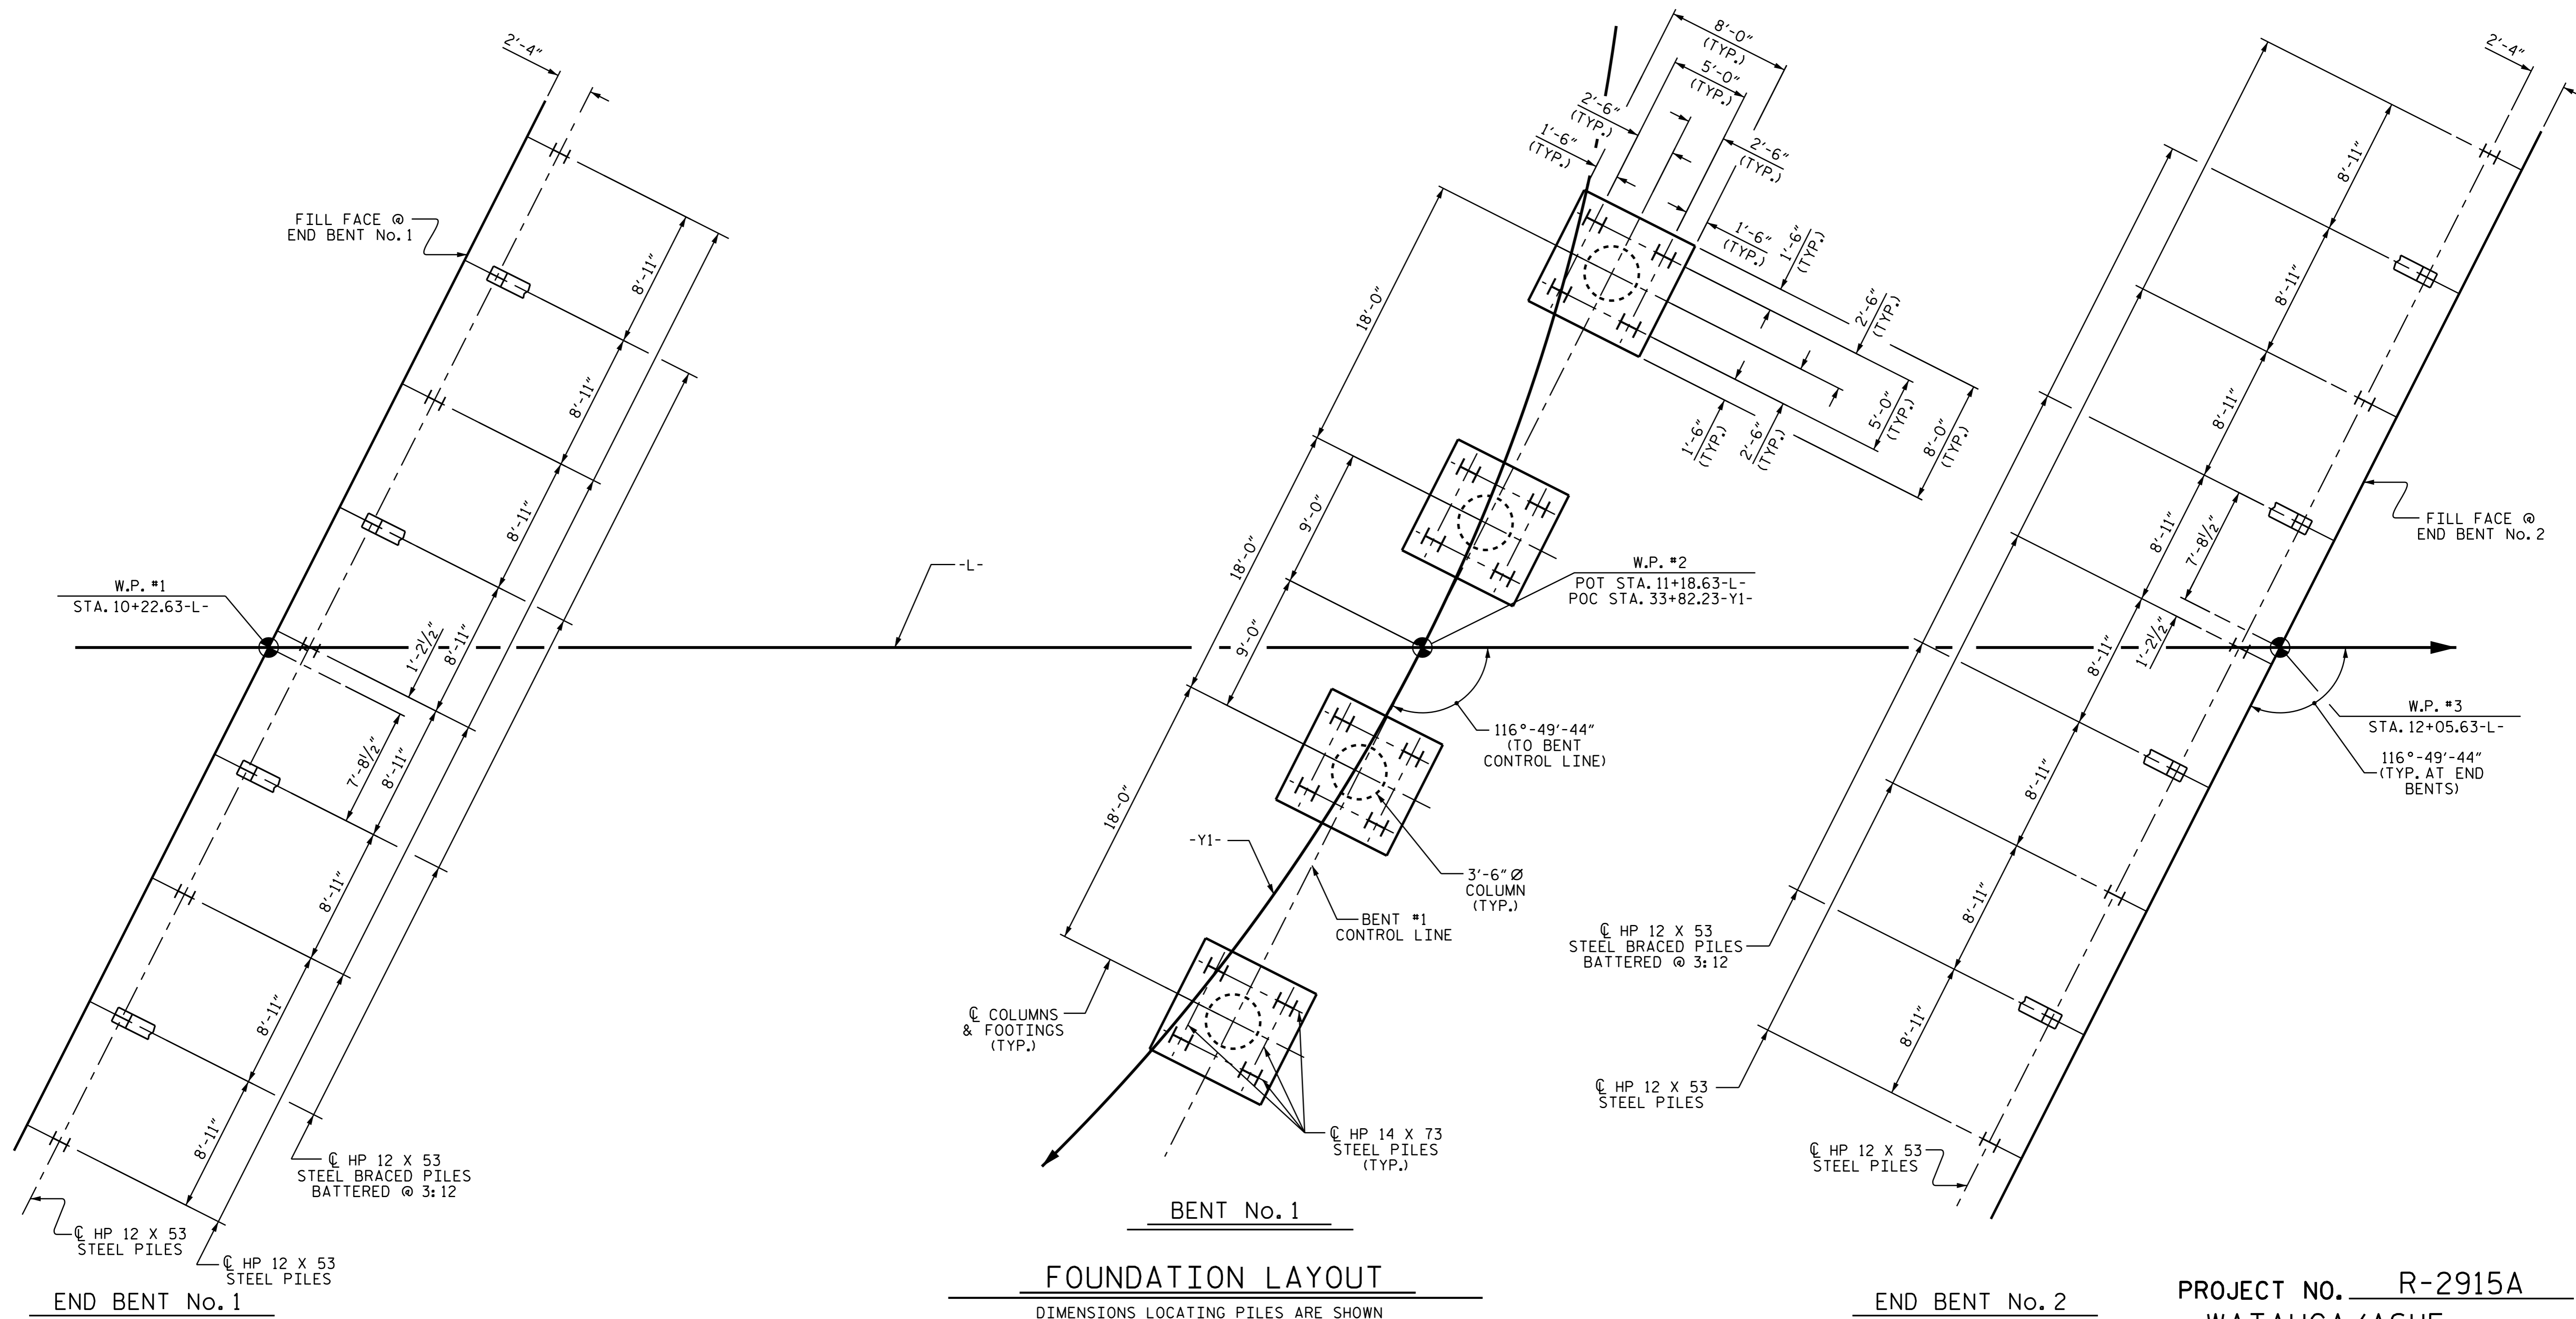 2'-4"
FILL FACE @
END BENT No. 1
8'-11"
8'-11"
8'-11"
8'-11"
8'-11"
8'-11"
8'-11"
8'-11"
1'-2½"
7'-8½"
W.P. #1
STA. 10+22.63-L-
℄ HP 12 X 53
STEEL BRACED PILES
BATTERED @ 3:12
℄ HP 12 X 53
STEEL PILES
℄ HP 12 X 53
STEEL PILES
END BENT No. 1
-L-
8'-0"
(TYP.)
5'-0"
(TYP.)
2'-6"
(TYP.)
1'-6"
(TYP.)
2'-6"
(TYP.)
1'-6"
(TYP.)
1'-6"
(TYP.)
2'-6"
(TYP.)
5'-0"
(TYP.)
8'-0"
(TYP.)
1'-6"
(TYP.)
2'-6"
(TYP.)
18'-0"
18'-0"
9'-0"
9'-0"
18'-0"
W.P. #2
POT STA. 11+18.63-L-
POC STA. 33+82.23-Y1-
116°-49'-44"
(TO BENT
CONTROL LINE)
-Y1-
3'-6" Ø
COLUMN
(TYP.)
BENT #1
CONTROL LINE
℄ COLUMNS
& FOOTINGS
(TYP.)
℄ HP 14 X 73
STEEL PILES
(TYP.)
BENT No. 1
FOUNDATION LAYOUT
DIMENSIONS LOCATING PILES ARE SHOWN
2'-4"
8'-11"
8'-11"
8'-11"
8'-11"
8'-11"
8'-11"
8'-11"
8'-11"
7'-8½"
1'-2½"
FILL FACE @
END BENT No. 2
W.P. #3
STA. 12+05.63-L-
116°-49'-44"
(TYP. AT END
BENTS)
℄ HP 12 X 53
STEEL BRACED PILES
BATTERED @ 3:12
℄ HP 12 X 53
STEEL PILES
℄ HP 12 X 53
STEEL PILES
END BENT No. 2
PROJECT NO. R-2915A
WATAUGA/ASHE